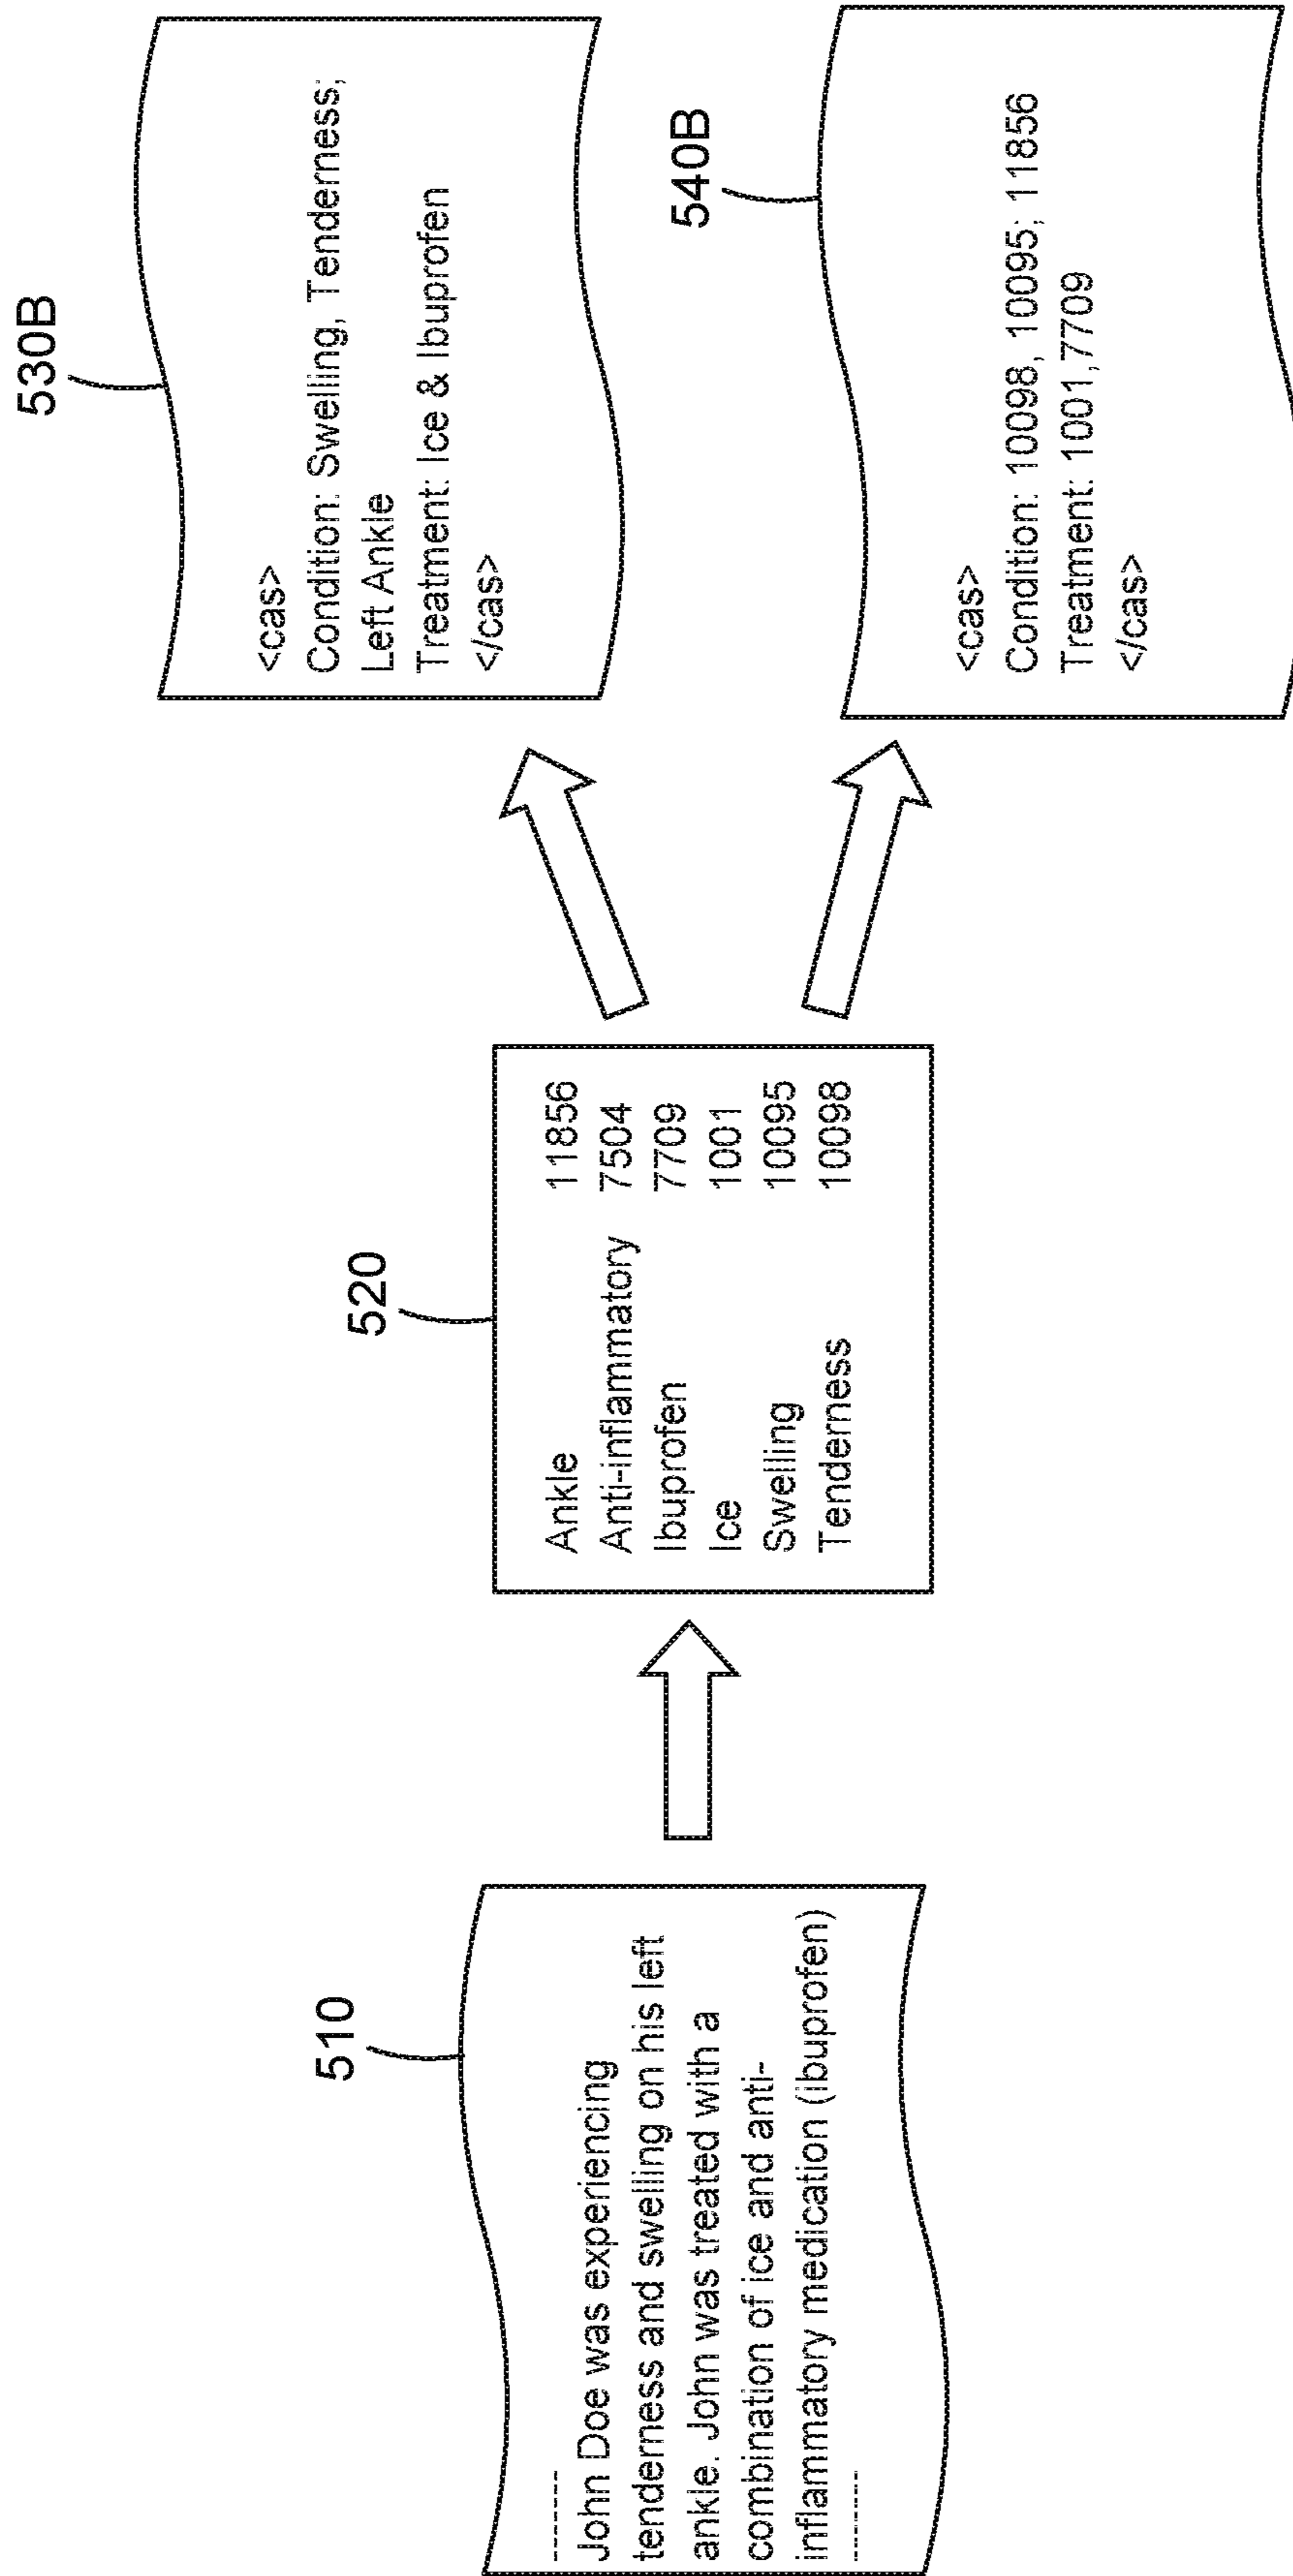 510
------
John Doe was experiencing
tenderness and swelling on his left
ankle. John was treated with a
combination of ice and anti-
inflammatory medication (ibuprofen)
------
520
Ankle 11856
Anti-inflammatory 7504
Ibuprofen 7709
Ice 1001
Swelling 10095
Tenderness 10098
530B
<cas>
Condition: Swelling, Tenderness;
Left Ankle
Treatment: Ice & Ibuprofen
</cas>
540B
<cas>
Condition: 10098, 10095; 11856
Treatment: 1001,7709
</cas>